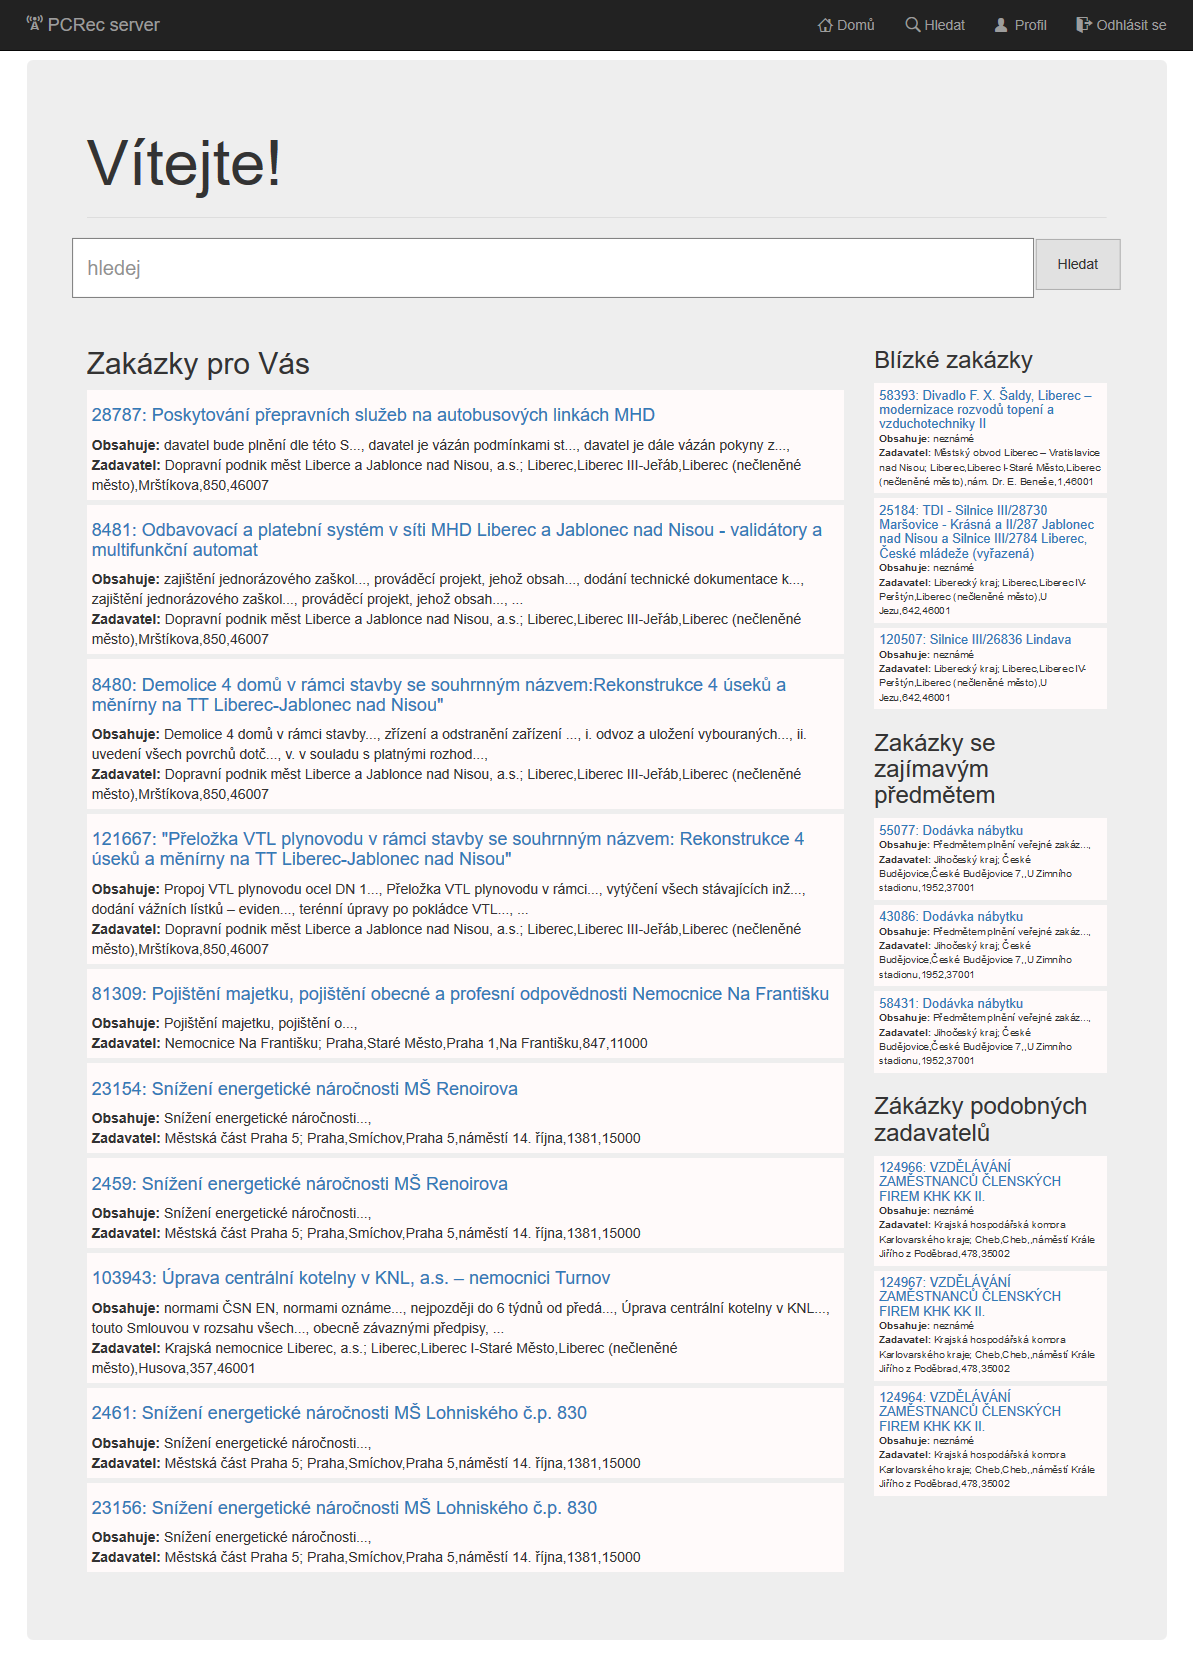 PCRec server
Domů
Hledat
Profil
Odhlásit se
Vítejte!
hledej
Hledat
Zakázky pro Vás
28787: Poskytování přepravních služeb na autobusových linkách MHD
Obsahuje: davatel bude plnění dle této S..., davatel je vázán podmínkami st..., davatel je dále vázán pokyny z...,
Zadavatel: Dopravní podnik měst Liberce a Jablonce nad Nisou, a.s.; Liberec,Liberec III-Jeřáb,Liberec (nečleněné
město),Mrštíkova,850,46007
8481: Odbavovací a platební systém v síti MHD Liberec a Jablonec nad Nisou - validátory a
multifunkční automat
Obsahuje: zajištění jednorázového zaškol..., prováděcí projekt, jehož obsah..., dodání technické dokumentace k...,
zajištění jednorázového zaškol..., prováděcí projekt, jehož obsah..., ...
Zadavatel: Dopravní podnik měst Liberce a Jablonce nad Nisou, a.s.; Liberec,Liberec III-Jeřáb,Liberec (nečleněné
město),Mrštíkova,850,46007
8480: Demolice 4 domů v rámci stavby se souhrnným názvem:Rekonstrukce 4 úseků a
měnírny na TT Liberec-Jablonec nad Nisou"
Obsahuje: Demolice 4 domů v rámci stavby..., zřízení a odstranění zařízení ..., i. odvoz a uložení vybouraných..., ii.
uvedení všech povrchů dotč..., v. v souladu s platnými rozhod...,
Zadavatel: Dopravní podnik měst Liberce a Jablonce nad Nisou, a.s.; Liberec,Liberec III-Jeřáb,Liberec (nečleněné
město),Mrštíkova,850,46007
121667: "Přeložka VTL plynovodu v rámci stavby se souhrnným názvem: Rekonstrukce 4
úseků a měnírny na TT Liberec-Jablonec nad Nisou"
Obsahuje: Propoj VTL plynovodu ocel DN 1..., Přeložka VTL plynovodu v rámci..., vytýčení všech stávajících inž...,
dodání vážních lístků – eviden..., terénní úpravy po pokládce VTL..., ...
Zadavatel: Dopravní podnik měst Liberce a Jablonce nad Nisou, a.s.; Liberec,Liberec III-Jeřáb,Liberec (nečleněné
město),Mrštíkova,850,46007
81309: Pojištění majetku, pojištění obecné a profesní odpovědnosti Nemocnice Na Františku
Obsahuje: Pojištění majetku, pojištění o...,
Zadavatel: Nemocnice Na Františku; Praha,Staré Město,Praha 1,Na Františku,847,11000
23154: Snížení energetické náročnosti MŠ Renoirova
Obsahuje: Snížení energetické náročnosti...,
Zadavatel: Městská část Praha 5; Praha,Smíchov,Praha 5,náměstí 14. října,1381,15000
2459: Snížení energetické náročnosti MŠ Renoirova
Obsahuje: Snížení energetické náročnosti...,
Zadavatel: Městská část Praha 5; Praha,Smíchov,Praha 5,náměstí 14. října,1381,15000
103943: Úprava centrální kotelny v KNL, a.s. – nemocnici Turnov
Obsahuje: normami ČSN EN, normami oznáme..., nejpozději do 6 týdnů od předá..., Úprava centrální kotelny v KNL...,
touto Smlouvou v rozsahu všech..., obecně závaznými předpisy, ...
Zadavatel: Krajská nemocnice Liberec, a.s.; Liberec,Liberec I-Staré Město,Liberec (nečleněné
město),Husova,357,46001
2461: Snížení energetické náročnosti MŠ Lohniského č.p. 830
Obsahuje: Snížení energetické náročnosti...,
Zadavatel: Městská část Praha 5; Praha,Smíchov,Praha 5,náměstí 14. října,1381,15000
23156: Snížení energetické náročnosti MŠ Lohniského č.p. 830
Obsahuje: Snížení energetické náročnosti...,
Zadavatel: Městská část Praha 5; Praha,Smíchov,Praha 5,náměstí 14. října,1381,15000
Blízké zakázky
58393: Divadlo F. X. Šaldy, Liberec –
modernizace rozvodů topení a
vzduchotechniky II
Obsahuje: neznámé
Zadavatel: Městský obvod Liberec – Vratislavice
nad Nisou; Liberec,Liberec I-Staré Město,Liberec
(nečleněné město),nám. Dr. E. Beneše,1,46001
25184: TDI - Silnice III/28730
Maršovice - Krásná a II/287 Jablonec
nad Nisou a Silnice III/2784 Liberec,
České mládeže (vyřazená)
Obsahuje: neznámé
Zadavatel: Liberecký kraj; Liberec,Liberec IV-
Perštýn,Liberec (nečleněné město),U
Jezu,642,46001
120507: Silnice III/26836 Lindava
Obsahuje: neznámé
Zadavatel: Liberecký kraj; Liberec,Liberec IV-
Perštýn,Liberec (nečleněné město),U
Jezu,642,46001
Zakázky se
zajímavým
předmětem
55077: Dodávka nábytku
Obsahuje: Předmětem plnění veřejné zakáz...,
Zadavatel: Jihočeský kraj; České
Budějovice,České Budějovice 7,,U Zimního
stadionu,1952,37001
43086: Dodávka nábytku
Obsahuje: Předmětem plnění veřejné zakáz...,
Zadavatel: Jihočeský kraj; České
Budějovice,České Budějovice 7,,U Zimního
stadionu,1952,37001
58431: Dodávka nábytku
Obsahuje: Předmětem plnění veřejné zakáz...,
Zadavatel: Jihočeský kraj; České
Budějovice,České Budějovice 7,,U Zimního
stadionu,1952,37001
Zákázky podobných
zadavatelů
124966: VZDĚLÁVÁNÍ
ZAMĚSTNANCŮ ČLENSKÝCH
FIREM KHK KK II.
Obsahuje: neznámé
Zadavatel: Krajská hospodářská komora
Karlovarského kraje; Cheb,Cheb,,náměstí Krále
Jiřího z Poděbrad,478,35002
124967: VZDĚLÁVÁNÍ
ZAMĚSTNANCŮ ČLENSKÝCH
FIREM KHK KK II.
Obsahuje: neznámé
Zadavatel: Krajská hospodářská komora
Karlovarského kraje; Cheb,Cheb,,náměstí Krále
Jiřího z Poděbrad,478,35002
124964: VZDĚLÁVÁNÍ
ZAMĚSTNANCŮ ČLENSKÝCH
FIREM KHK KK II.
Obsahuje: neznámé
Zadavatel: Krajská hospodářská komora
Karlovarského kraje; Cheb,Cheb,,náměstí Krále
Jiřího z Poděbrad,478,35002